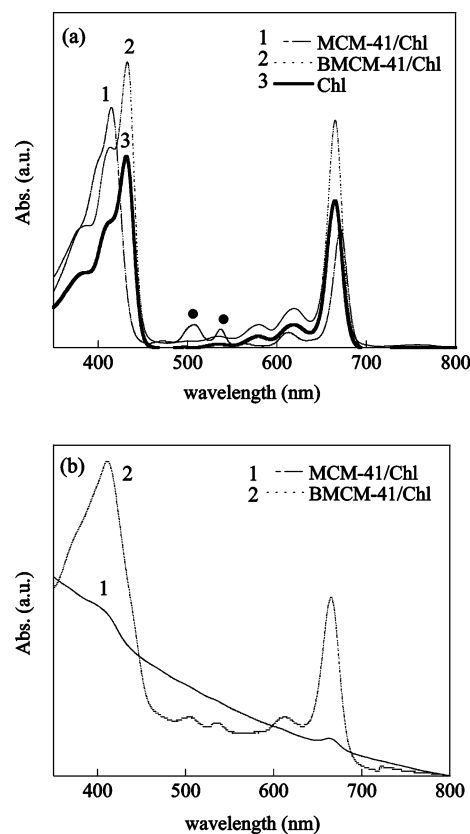 (a)
1 MCM-41/Chl
2 BMCM-41/Chl
3 Chl
1
2
3
Abs. (a.u.)
400 500 600 700 800
wavelength (nm)
(b)
1 MCM-41/Chl
2 BMCM-41/Chl
2
1
Abs. (a.u.)
400 500 600 700 800
wavelength (nm)